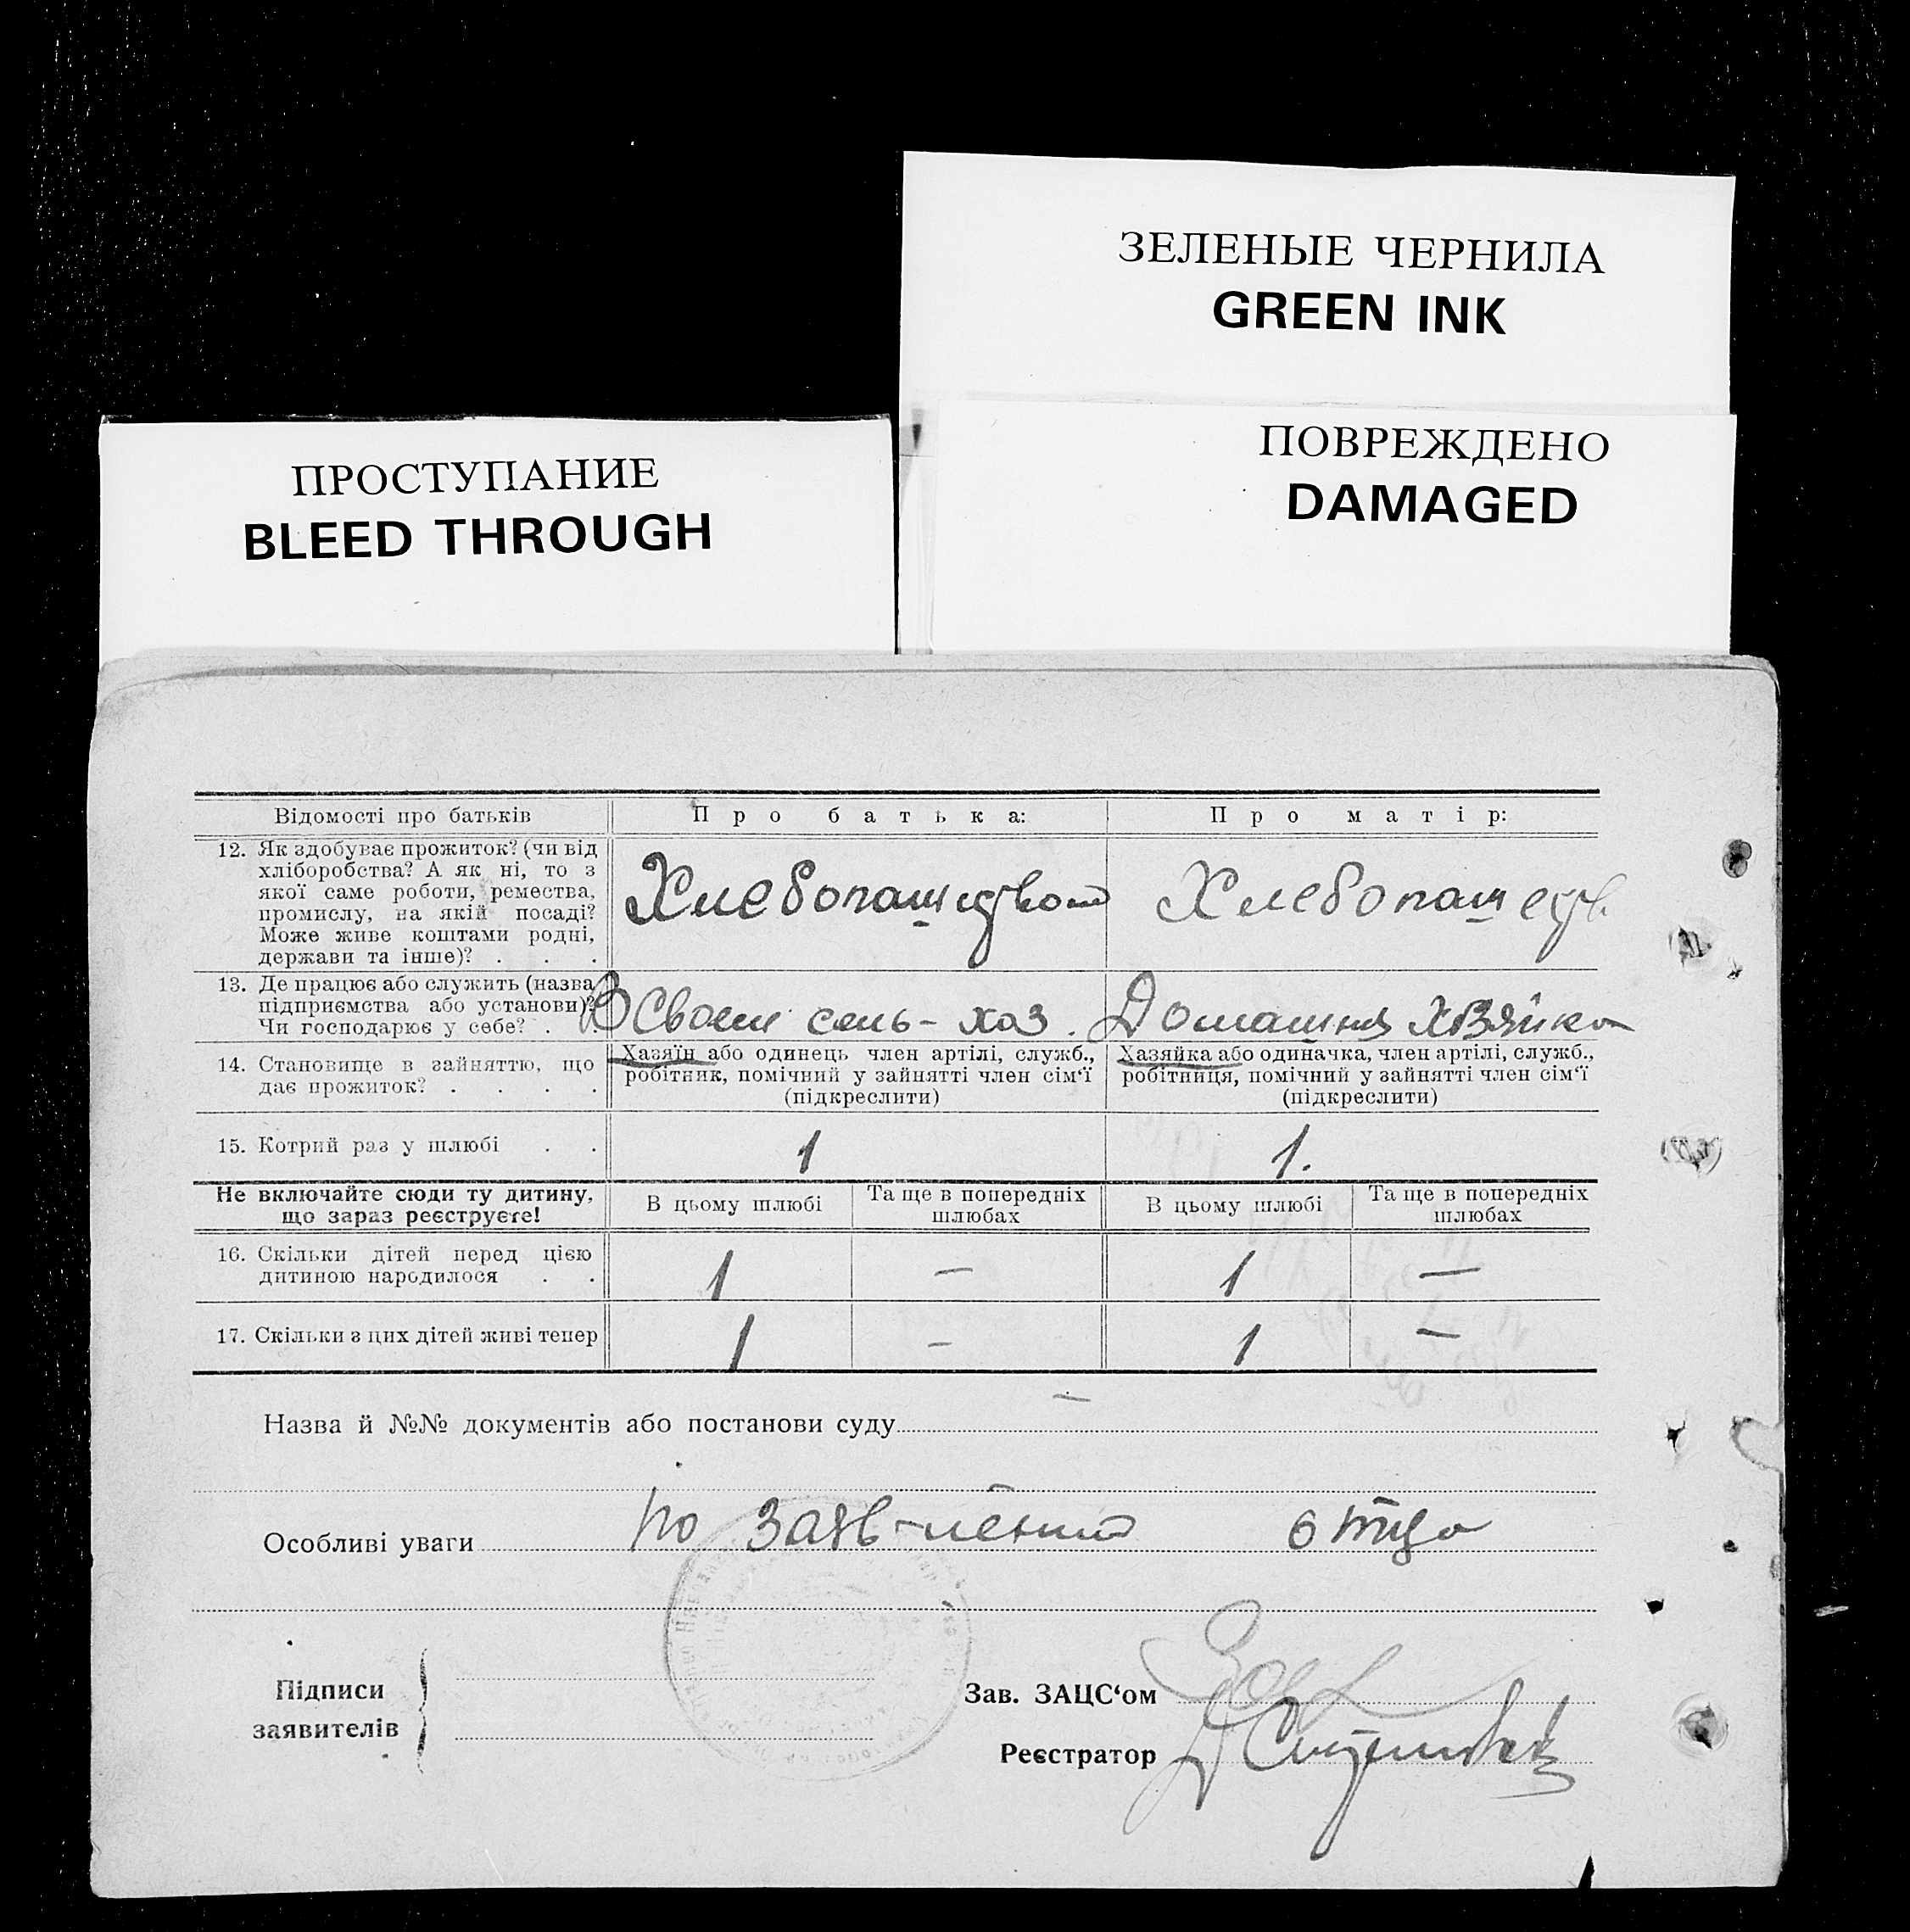 ЗЕЛЕНЫЕ ЧЕРНИЛА
GREEN INK
ПОВРЕЖДЕНО
DAMAGED
ПРОСТУПАНИЕ
BLEED THROUGH
Відомості про батьків
Про батька:
Про матір:
12. Як здобуває прожиток? (чи від
хліборобства? А як ні, то з
якої саме роботи, ремества,
промислу, на якій посаді?
Може живе коштами родні,
держави та інше)? . . .
Хлебопашеством
Хлебопашеств
13. Де працює або служить (назва
підприємства або установи)?
Чи господарює у себе? .
В Своем сель-хоз.
Домашняя Хозяйка
14. Становище в зайняттю, що
дає прожиток? . . . .
Хазяїн або одинець член артілі, служб.,
робітник, помічний у зайнятті член сім'ї
(підкреслити)
Хазяйка або одиначка, член артілі, служб.,
робітниця, помічний у зайнятті член сім'ї
(підкреслити)
15. Котрий раз у шлюбі . .
1
1.
Не включайте сюди ту дитину,
що зараз реєструєте!
В цьому шлюбі
Та ще в попередніх
шлюбах
В цьому шлюбі
Та ще в попередніх
шлюбах
16. Скільки дітей перед цією
дитиною народилося . .
1 — 1 —
17. Скільки з цих дітей живі тепер
1 – 1 —
Назва й №№ документів або постанови суду —
Особливі уваги по заяв-лению отца
Підписи
заявителів
Зав. ЗАЦС'ом
Реєстратор